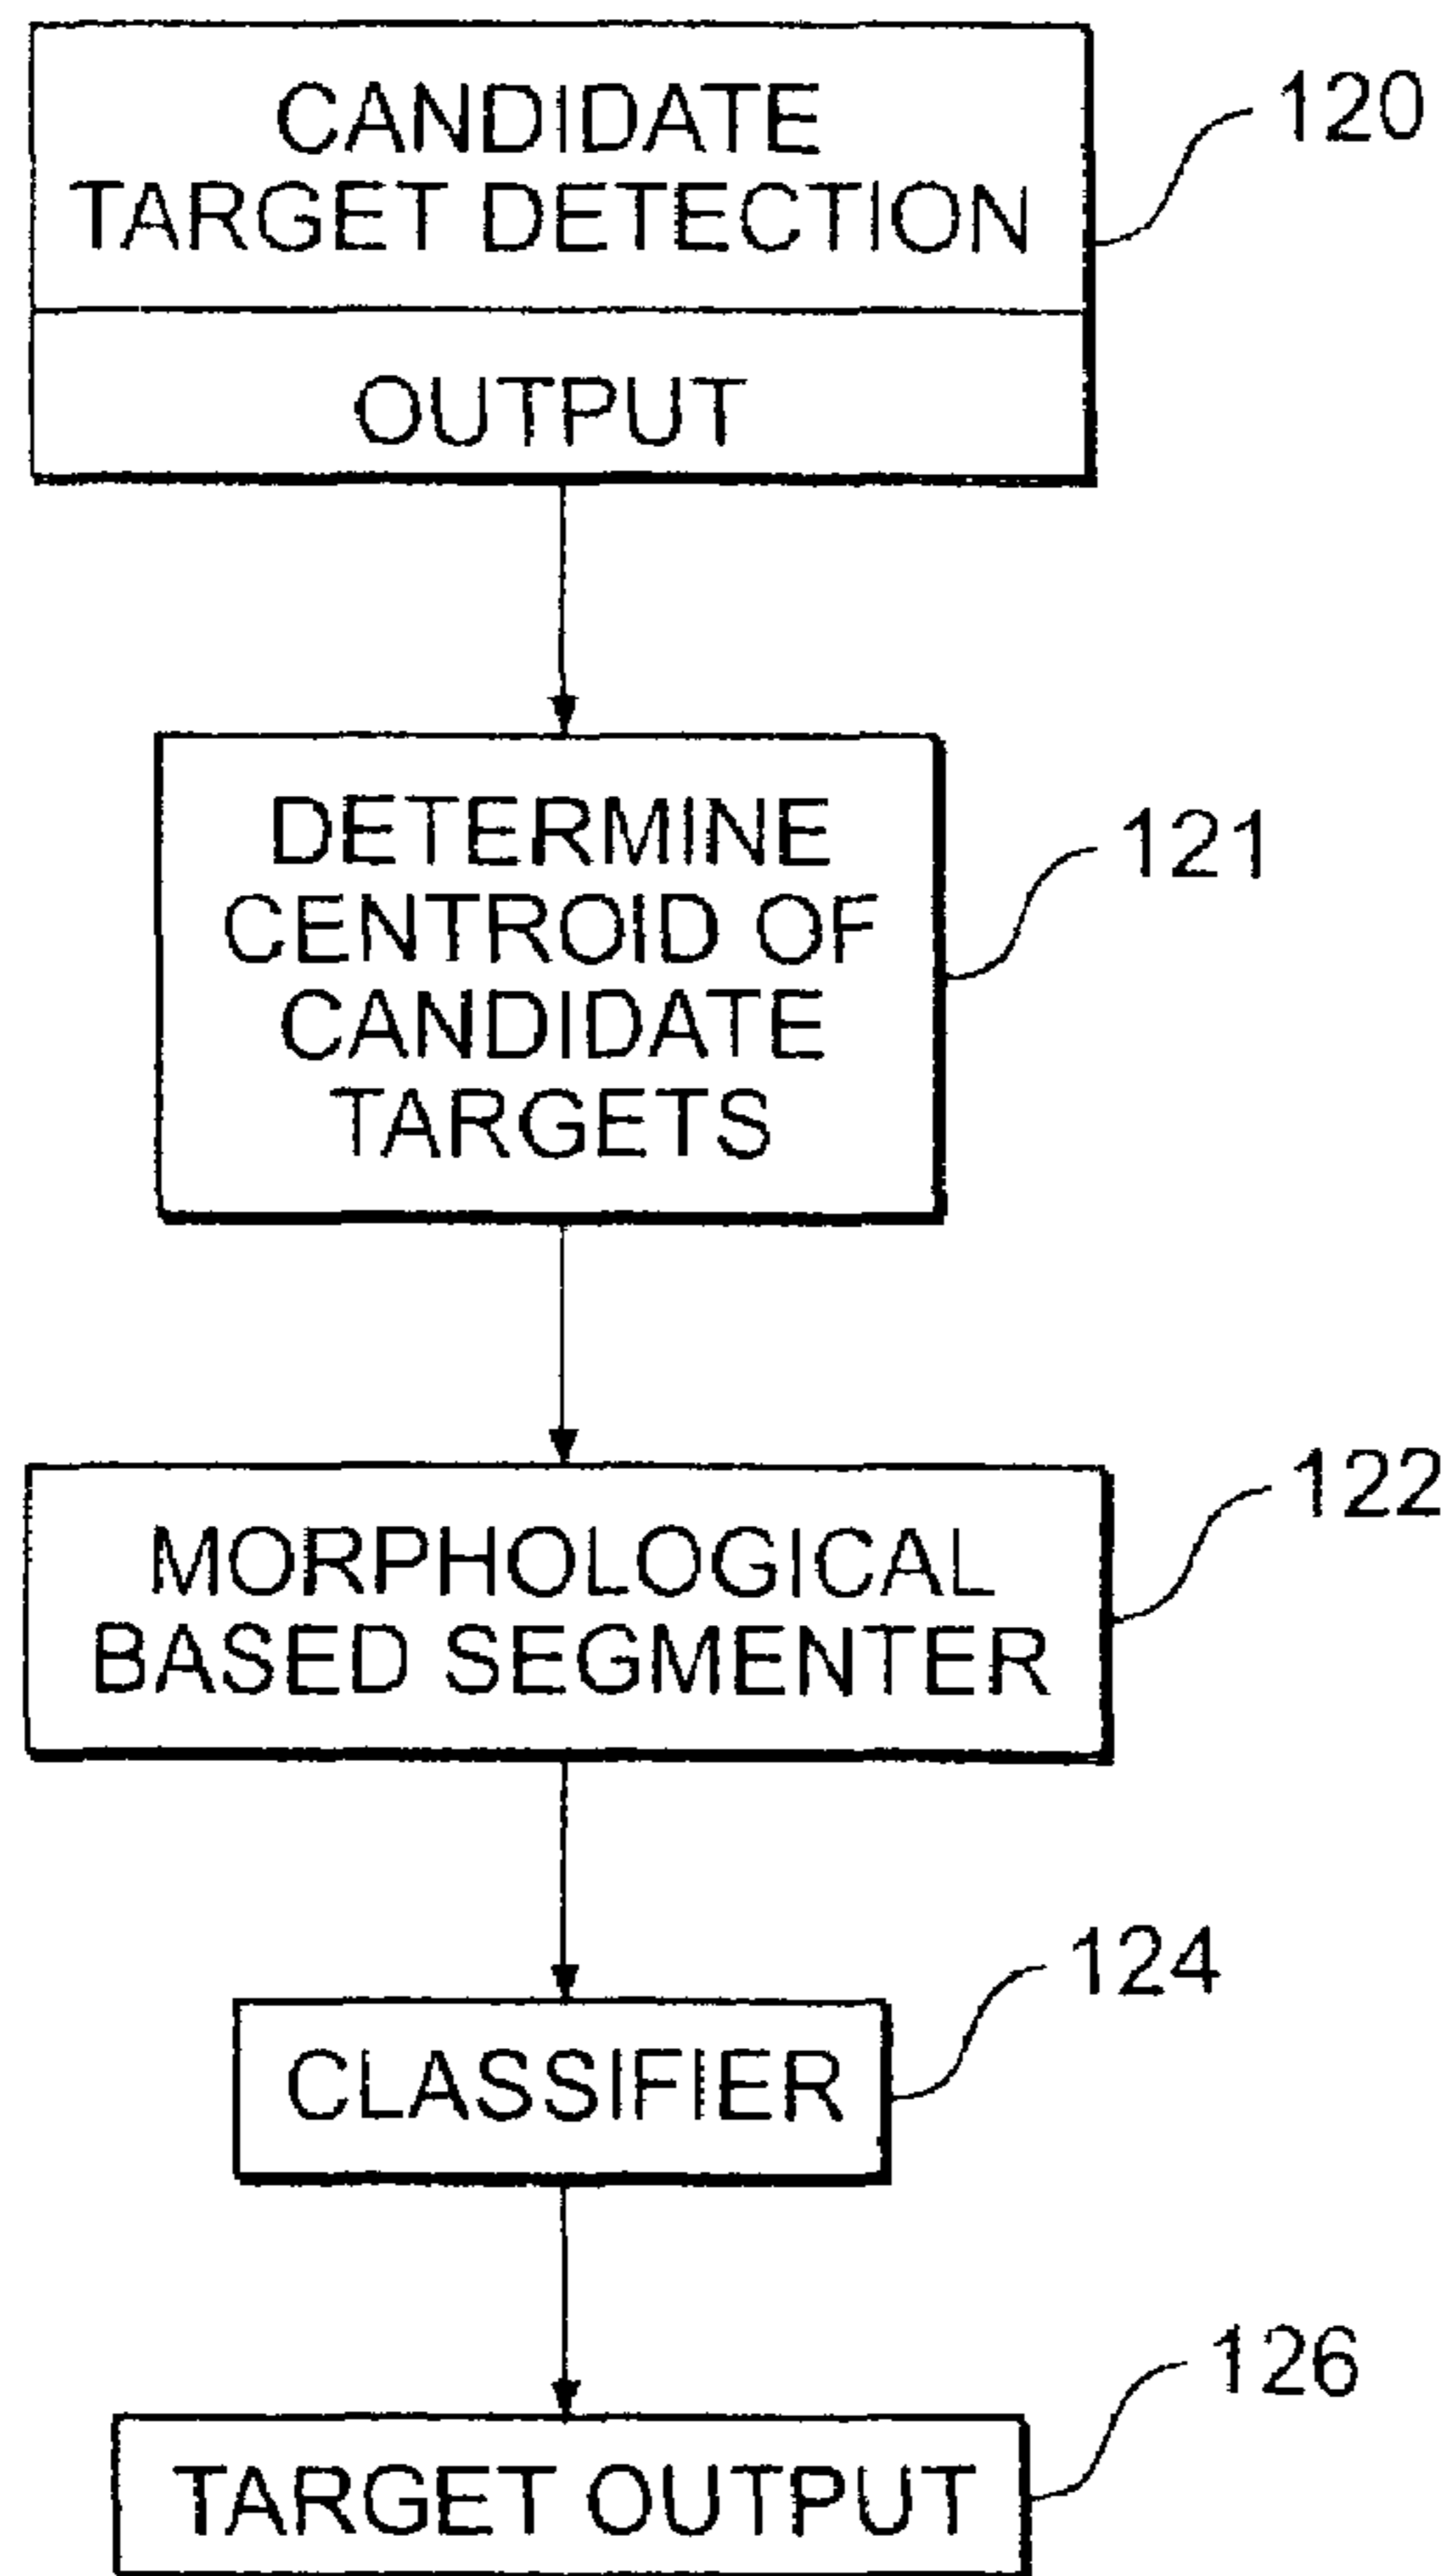 CANDIDATE
TARGET DETECTION
120
OUTPUT
DETERMINE
CENTROID OF
CANDIDATE
TARGETS
121
MORPHOLOGICAL
BASED SEGMENTER
122
CLASSIFIER
124
TARGET OUTPUT
126